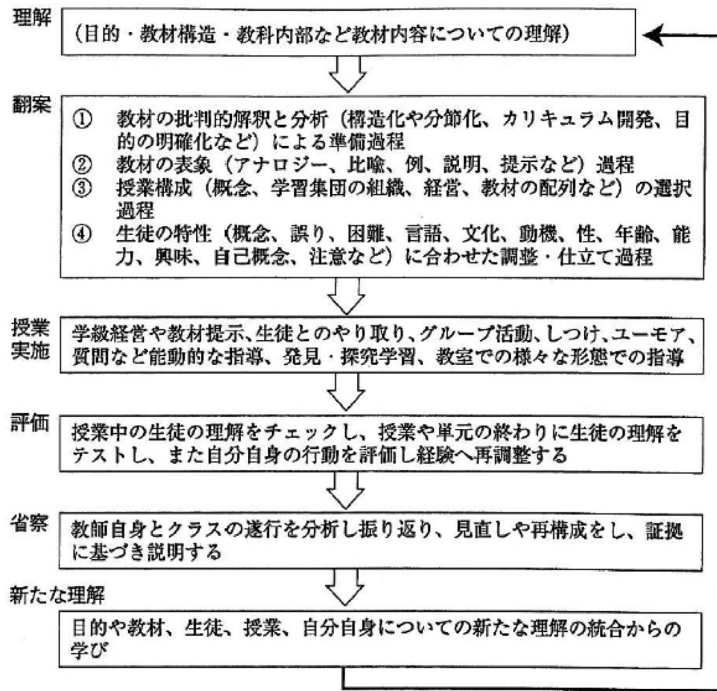 理解
(目的・教材構造・教科内部など教材内容についての理解)
翻案
① 教材の批判的解釈と分析（構造化や分節化、カリキュラム開発、目
的の明確化など）による準備過程
② 教材の表象（アナロジー、比喩、例、説明、提示など）過程
③ 授業構成（概念、学習集団の組織、経営、教材の配列など）の選択
過程
④ 生徒の特性（概念、誤り、困難、言語、文化、動機、性、年齢、能
力、興味、自己概念、注意など）に合わせた調整・仕立て過程
授業
実施
学級経営や教材提示、生徒とのやり取り、グループ活動、しつけ、ユーモア、
質問など能動的な指導、発見・探究学習、教室での様々な形態での指導
評価
授業中の生徒の理解をチェックし、授業や単元の終わりに生徒の理解を
テストし、また自分自身の行動を評価し経験へ再調整する
省察
教師自身とクラスの遂行を分析し振り返り、見直しや再構成をし、証拠
に基づき説明する
新たな理解
目的や教材、生徒、授業、自分自身についての新たな理解の統合からの
学び